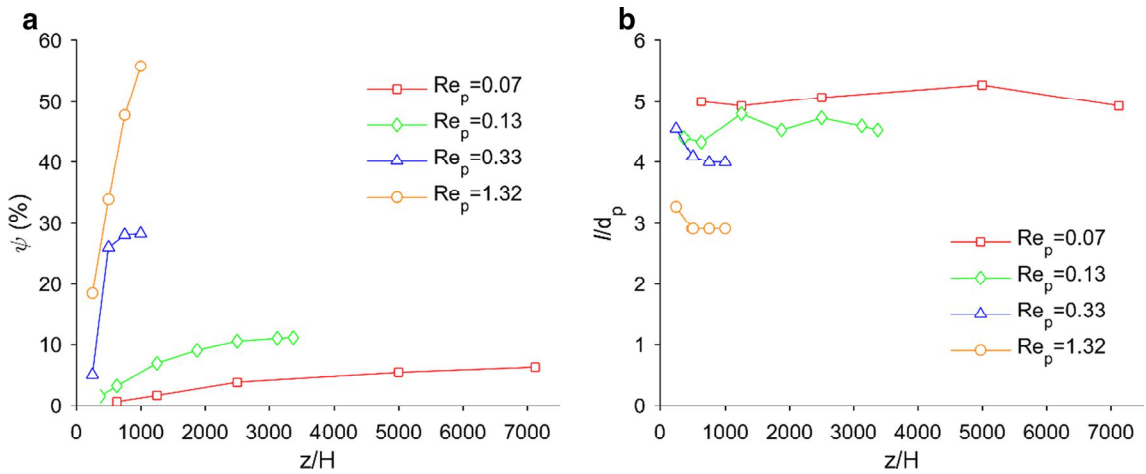 a
ψ (%)
60
50
40
30
20
10
0
Re_p=0.07
Re_p=0.13
Re_p=0.33
Re_p=1.32
0 1000 2000 3000 4000 5000 6000 7000
z/H
b
l/d_p
6
5
4
3
2
1
0
Re_p=0.07
Re_p=0.13
Re_p=0.33
Re_p=1.32
0 1000 2000 3000 4000 5000 6000 7000
z/H